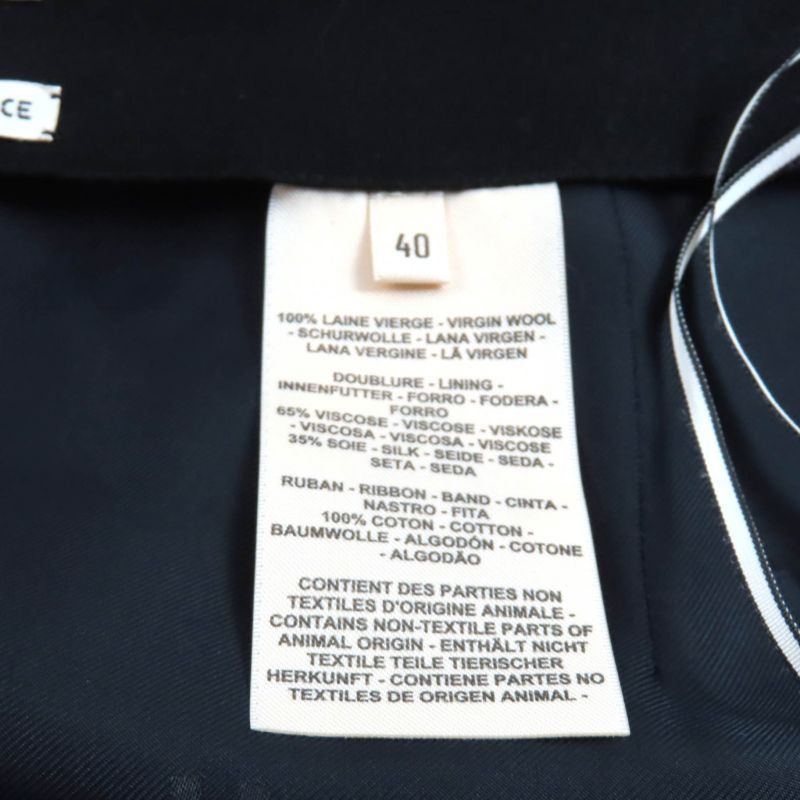 CE
40
100% LAINE VIERGE - VIRGIN WOOL
- SCHURWOLLE - LANA VIRGEN -
LANA VERGINE - LÃ VIRGEN
DOUBLURE - LINING -
INNENFUTTER - FORRO - FODERA -
FORRO
65% VISCOSE - VISCOSE - VISKOSE
- VISCOSA - VISCOSA - VISCOSE
35% SOIE - SILK - SEIDE - SEDA -
SETA - SEDA
RUBAN - RIBBON - BAND - CINTA -
NASTRO - FITA
100% COTON - COTTON -
BAUMWOLLE - ALGODÓN - COTONE
- ALGODÃO
CONTIENT DES PARTIES NON
TEXTILES D'ORIGINE ANIMALE -
CONTAINS NON-TEXTILE PARTS OF
ANIMAL ORIGIN - ENTHÄLT NICHT
TEXTILE TEILE TIERISCHER
HERKUNFT - CONTIENE PARTES NO
TEXTILES DE ORIGEN ANIMAL -